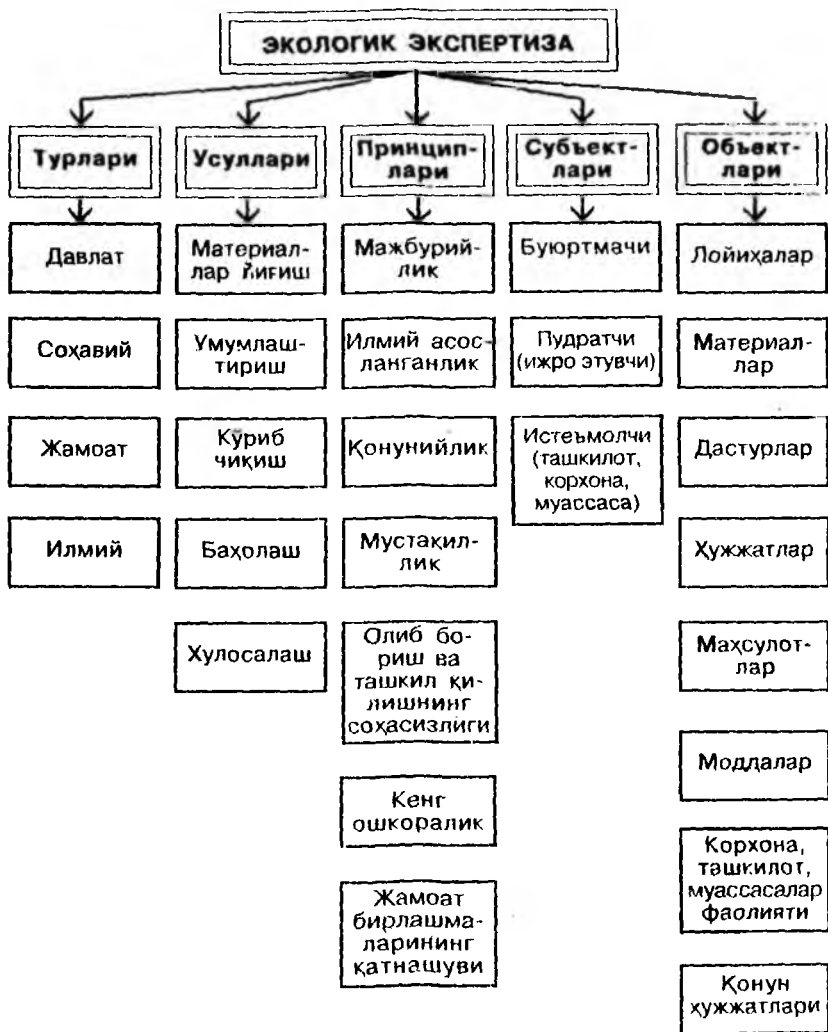 ЭКОЛОГИК ЭКСПЕРТИЗА
Турлари
Давлат
Соҳавий
Жамоат
Илмий
Усуллари
Материал-
лар йиғиш
Умумлаш-
тириш
Кўриб
чиқиш
Баҳолаш
Хулосалаш
Принцип-
лари
Мажбурий-
лик
Илмий асос-
ланганлик
Қонунийлик
Мустақил-
лик
Олиб бо-
риш ва
ташкил қи-
лишнинг
соҳасизлиги
Кенг
ошкоралик
Жамоат
бирлашма-
ларининг
қатнашуви
Субъект-
лари
Буюртмачи
Пудратчи
(ижро этувчи)
Истеъмолчи
(ташкилот,
корхона,
муассаса)
Объект-
лари
Лойиҳалар
Материал-
лар
Дастурлар
Ҳужжатлар
Маҳсулот-
лар
Моддалар
Корхона,
ташкилот,
муассасалар
фаолияти
Қонун
ҳужжатлари